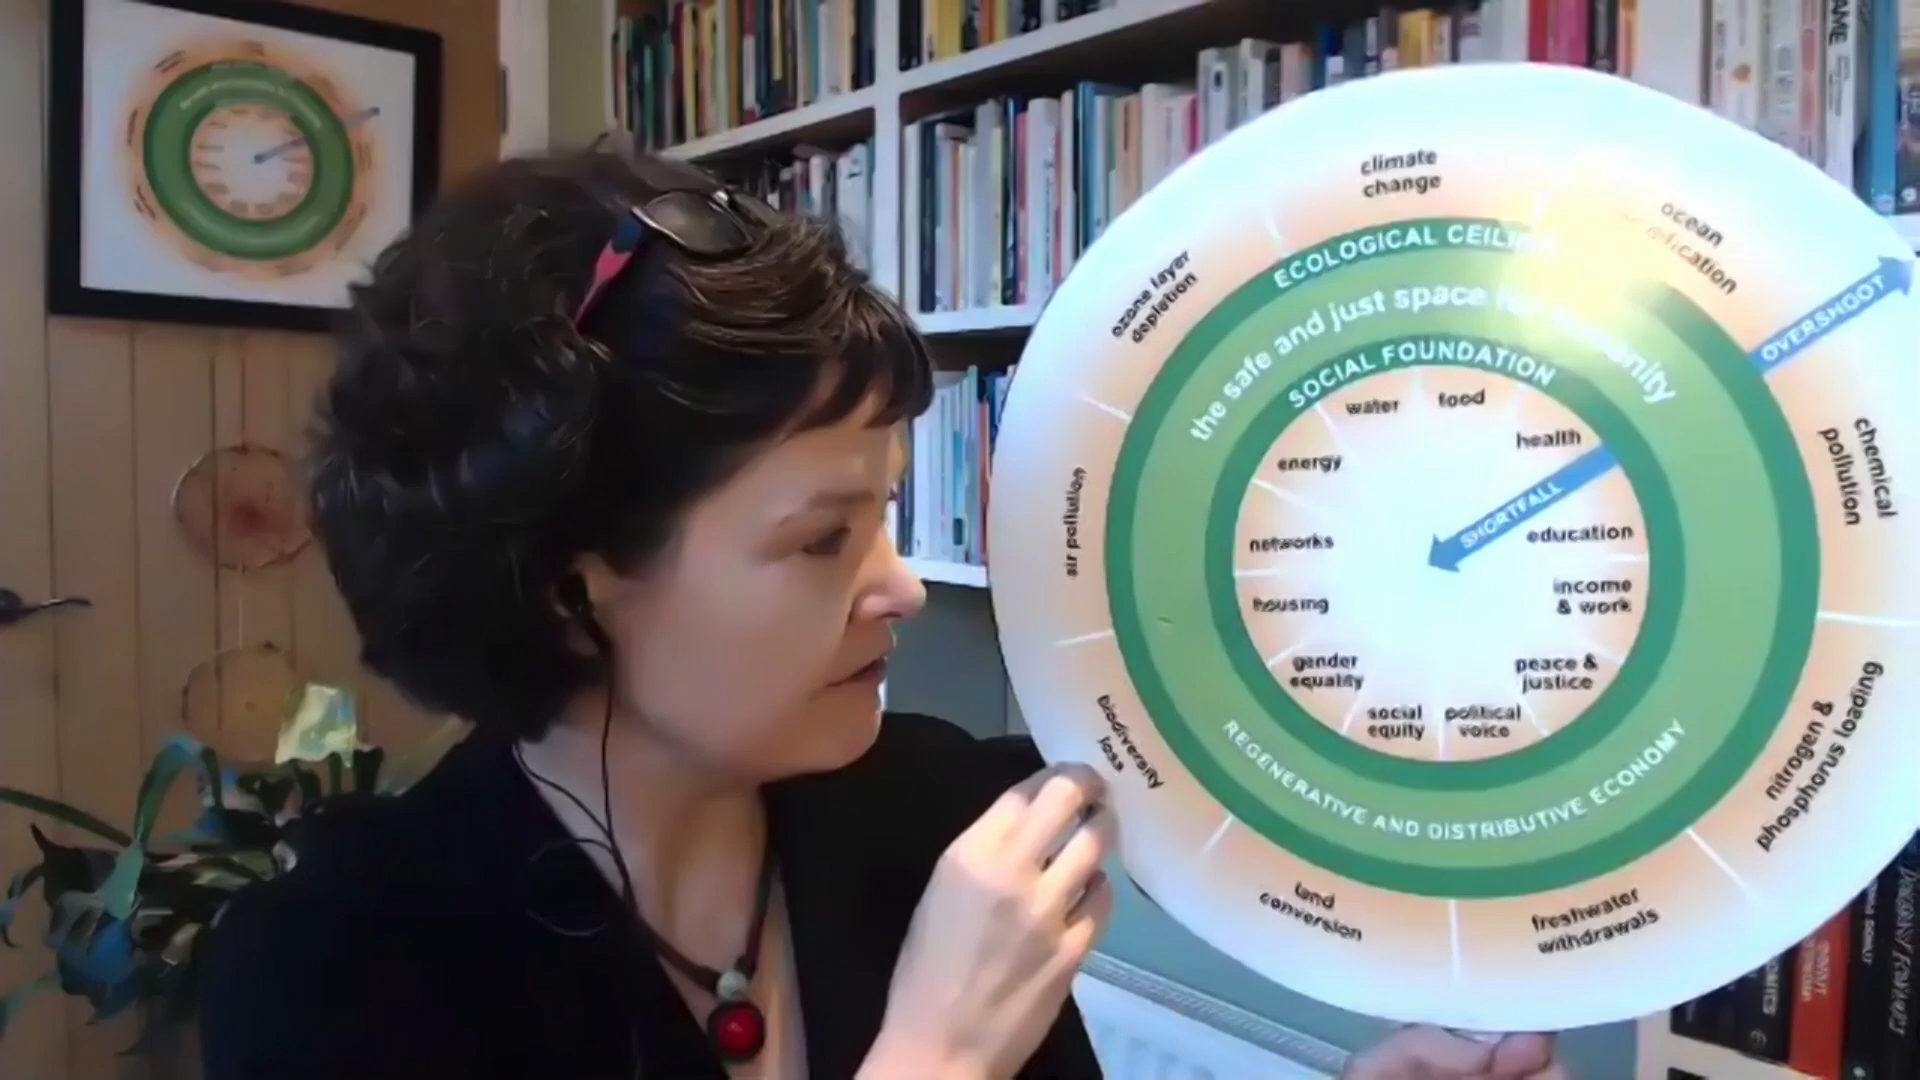 climate
change
ocean
ozone layer
depletion
ECOLOGICAL CEILING
OVERSHOOT
the safe and just space
SOCIAL FOUNDATION
water
food
health
energy
SHORTFALL
chemical
pollution
air pollution
networks
education
housing
income
& work
gender
equality
peace &
justice
social
equity
political
voice
biodiversity
loss
REGENERATIVE AND DISTRIBUTIVE ECONOMY
nitrogen &
phosphorus loading
land
conversion
freshwater
withdrawals